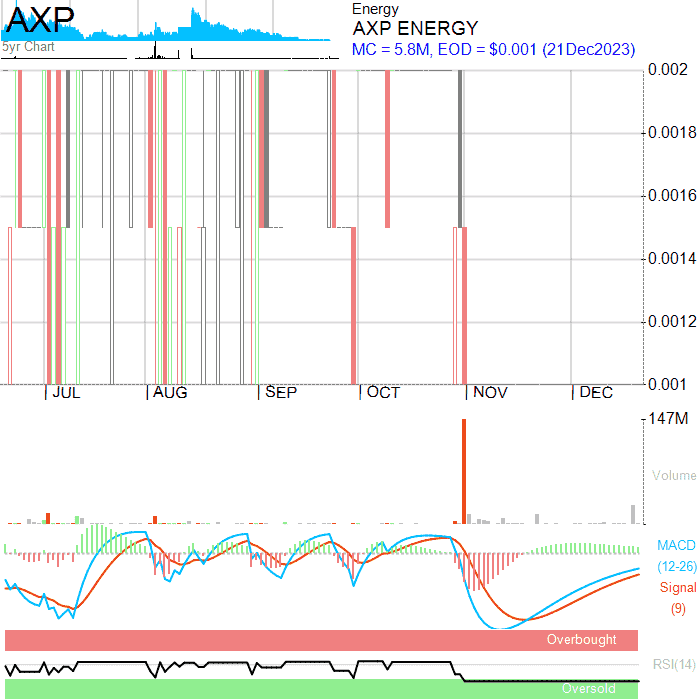 AXP
5yr Chart
Energy
AXP ENERGY
MC = 5.8M, EOD = $0.001 (21Dec2023)
0.002
0.0018
0.0016
0.0014
0.0012
0.001
JUL AUG SEP OCT NOV DEC
147M
Volume
MACD
(12-26)
Signal
(9)
Overbought
RSI(14)
Oversold